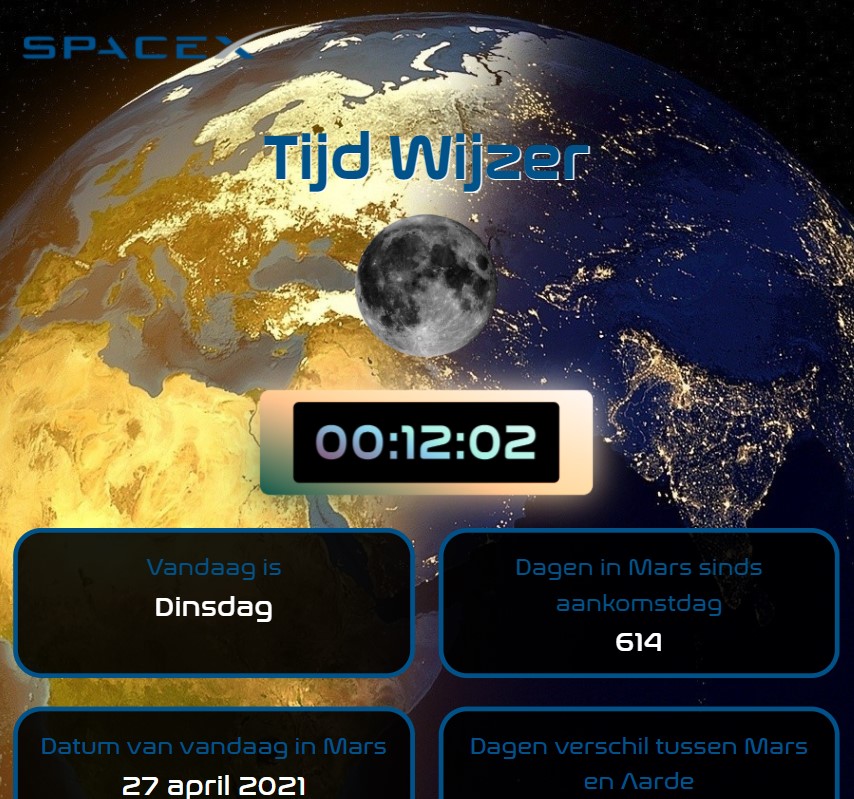 SPACEX
Tijd Wijzer
00:12:02
Vandaag is
Dinsdag
Dagen in Mars sinds
aankomstdag
614
Datum van vandaag in Mars
27 april 2021
Dagen verschil tussen Mars
en Aarde